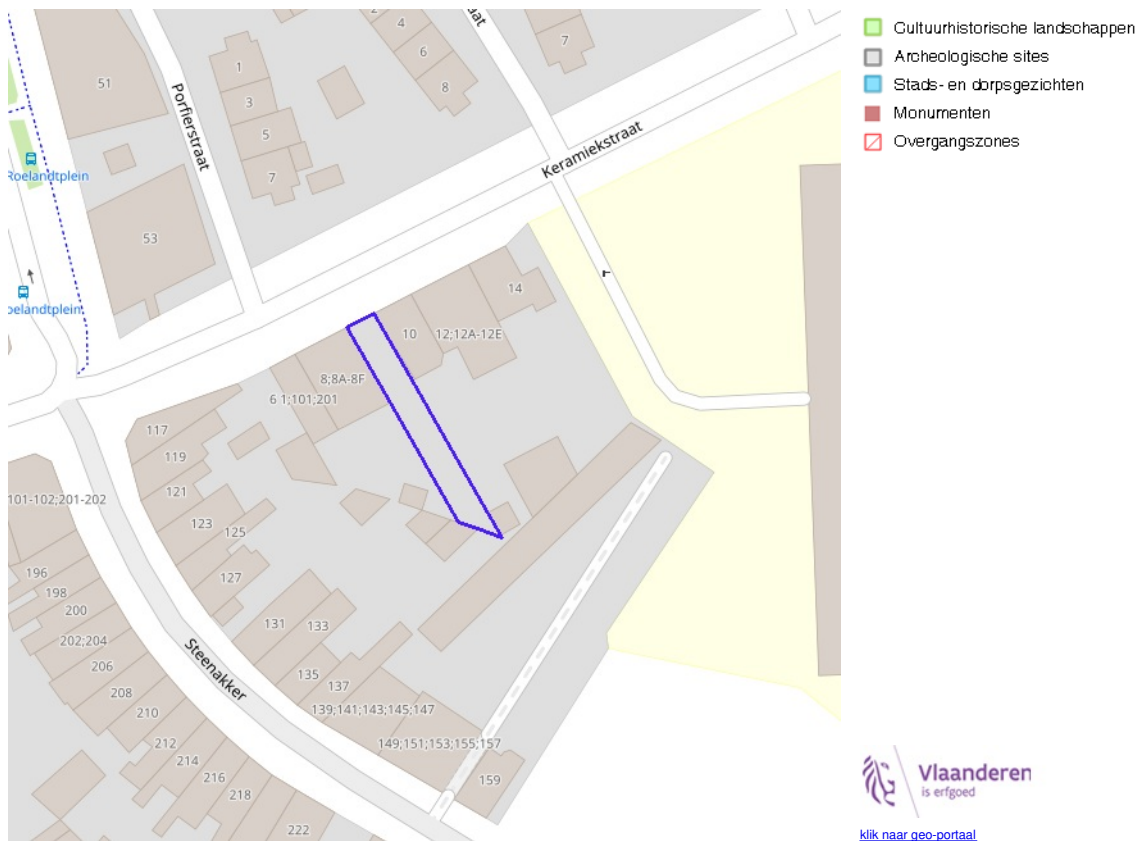 51
Porfierstraat
1
3
5
7
2
4
6
8
aat
7
Keramiekstraat
Roelandtplein
53
oelandtplein
14
10
12;12A-12E
8;8A-8F
6 1;101;201
117
119
121
123
125
127
101-102;201-202
196
198
200
202;204
206
208
210
212
214
216
218
222
Steenakker
131
133
135
137
139;141;143;145;147
149;151;153;155;157
159
Cultuurhistorische landschappen
Archeologische sites
Stads- en dorpsgezichten
Monumenten
Overgangszones
Vlaanderen
is erfgoed
klik naar geo-portaal